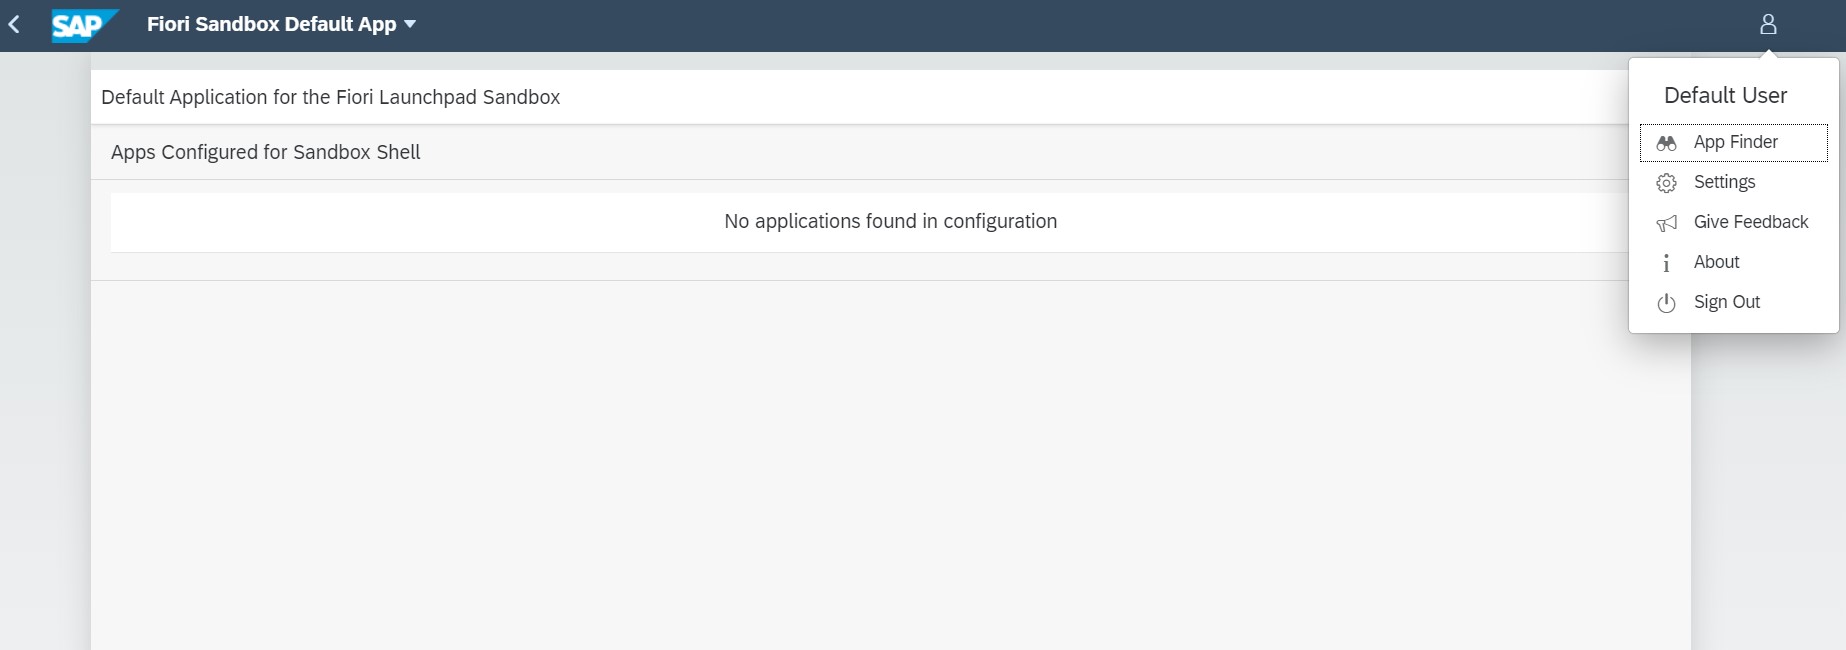 SAP Fiori Sandbox Default App
Default Application for the Fiori Launchpad Sandbox
Apps Configured for Sandbox Shell
No applications found in configuration
Default User
App Finder
Settings
Give Feedback
About
Sign Out